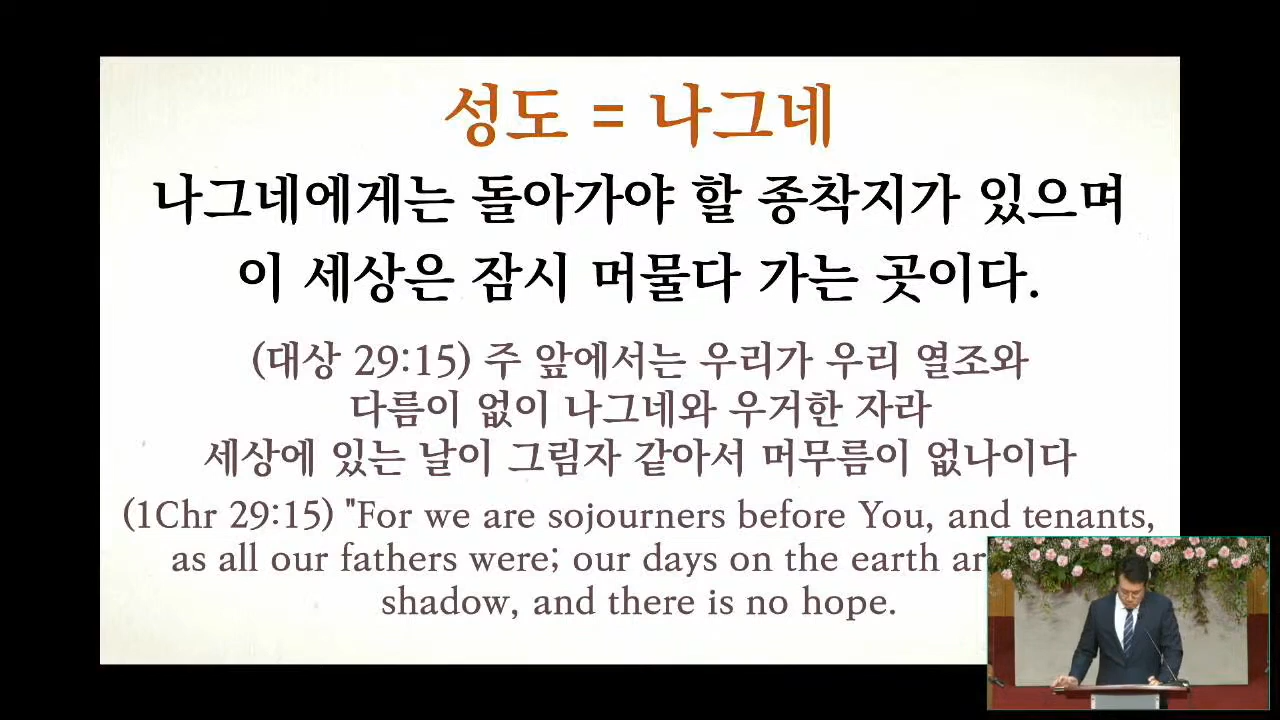 성도 = 나그네
나그네에게는 돌아가야 할 종착지가 있으며
이 세상은 잠시 머물다 가는 곳이다.
(대상 29:15) 주 앞에서는 우리가 우리 열조와
다름이 없이 나그네와 우거한 자라
세상에 있는 날이 그림자 같아서 머무름이 없나이다
(1Chr 29:15) "For we are sojourners before You, and tenants,
as all our fathers were; our days on the earth
shadow, and there is no hope.